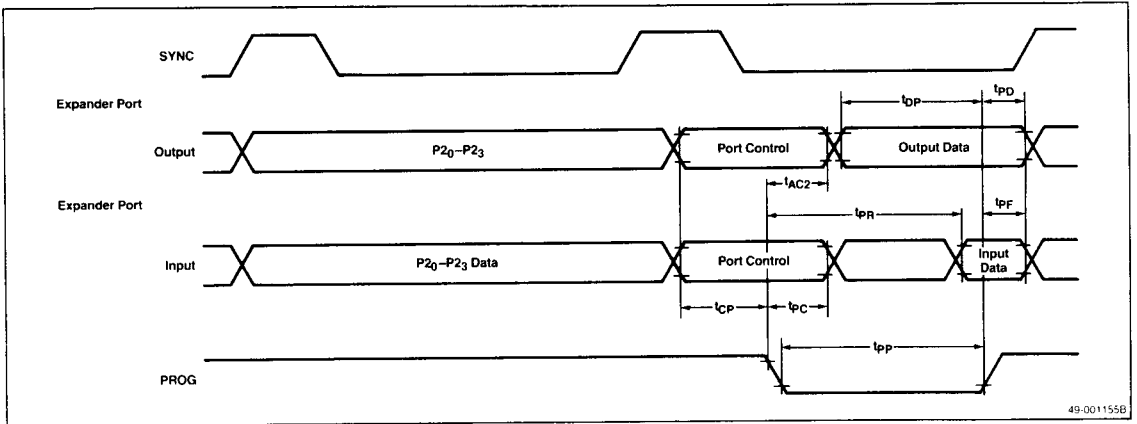 SYNC
Expander Port
tDP
tPD
Output
P20–P23
Port Control
Output Data
tAC2
Expander Port
tPR
tPF
Input
P20–P23 Data
Port Control
Input
Data
tCP
tPC
tPP
PROG
49-001155B